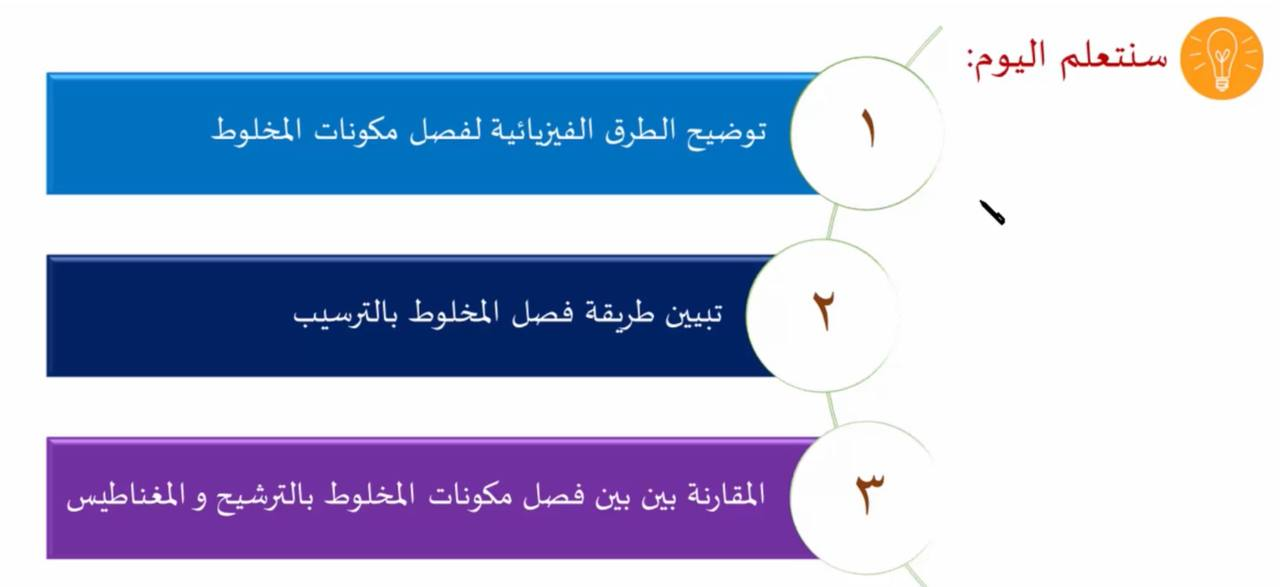 سنتعلم اليوم:
١
توضيح الطرق الفيزيائية لفصل مكونات المخلوط
٢
تبيين طريقة فصل المخلوط بالترسيب
٣
المقارنة بين بين فصل مكونات المخلوط بالترشيح و المغناطيس